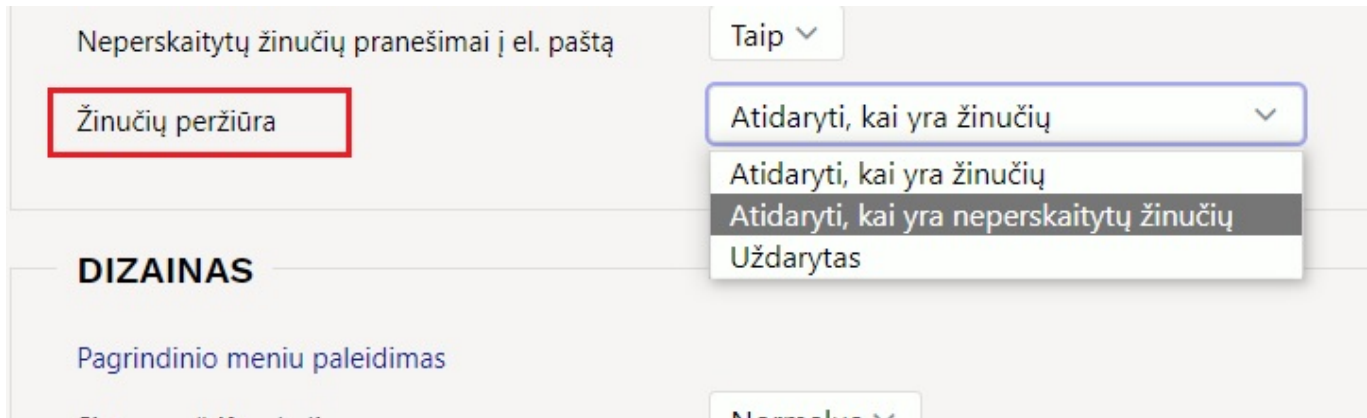 Neperskaitytų žinučių pranešimai į el. paštą Taip
Žinučių peržiūra Atidaryti, kai yra žinučių
Atidaryti, kai yra žinučių
Atidaryti, kai yra neperskaitytų žinučių
Uždarytas
DIZAINAS
Pagrindinio meniu paleidimas